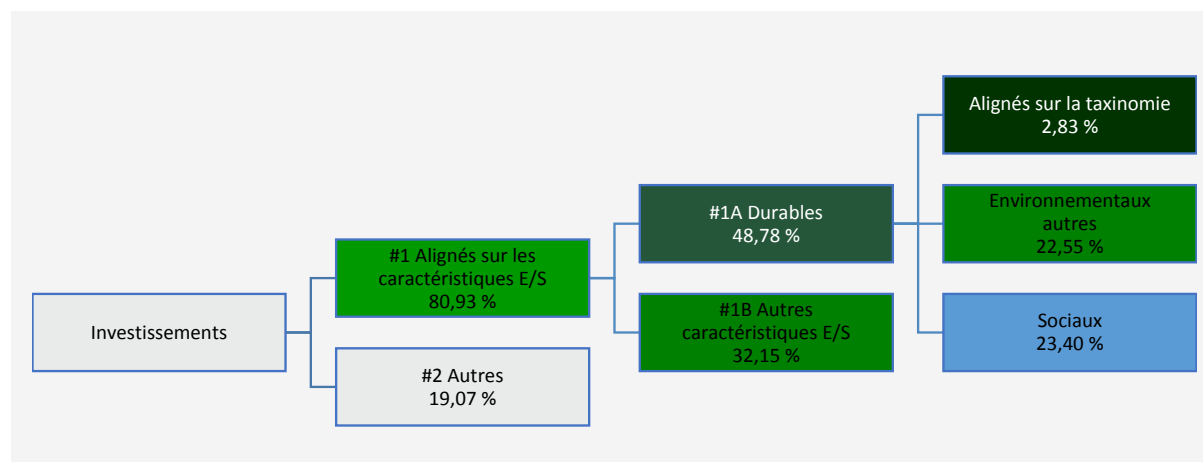 Investissements
#1 Alignés sur les
caractéristiques E/S
80,93 %
#2 Autres
19,07 %
#1A Durables
48,78 %
#1B Autres
caractéristiques E/S
32,15 %
Alignés sur la taxinomie
2,83 %
Environnementaux
autres
22,55 %
Sociaux
23,40 %